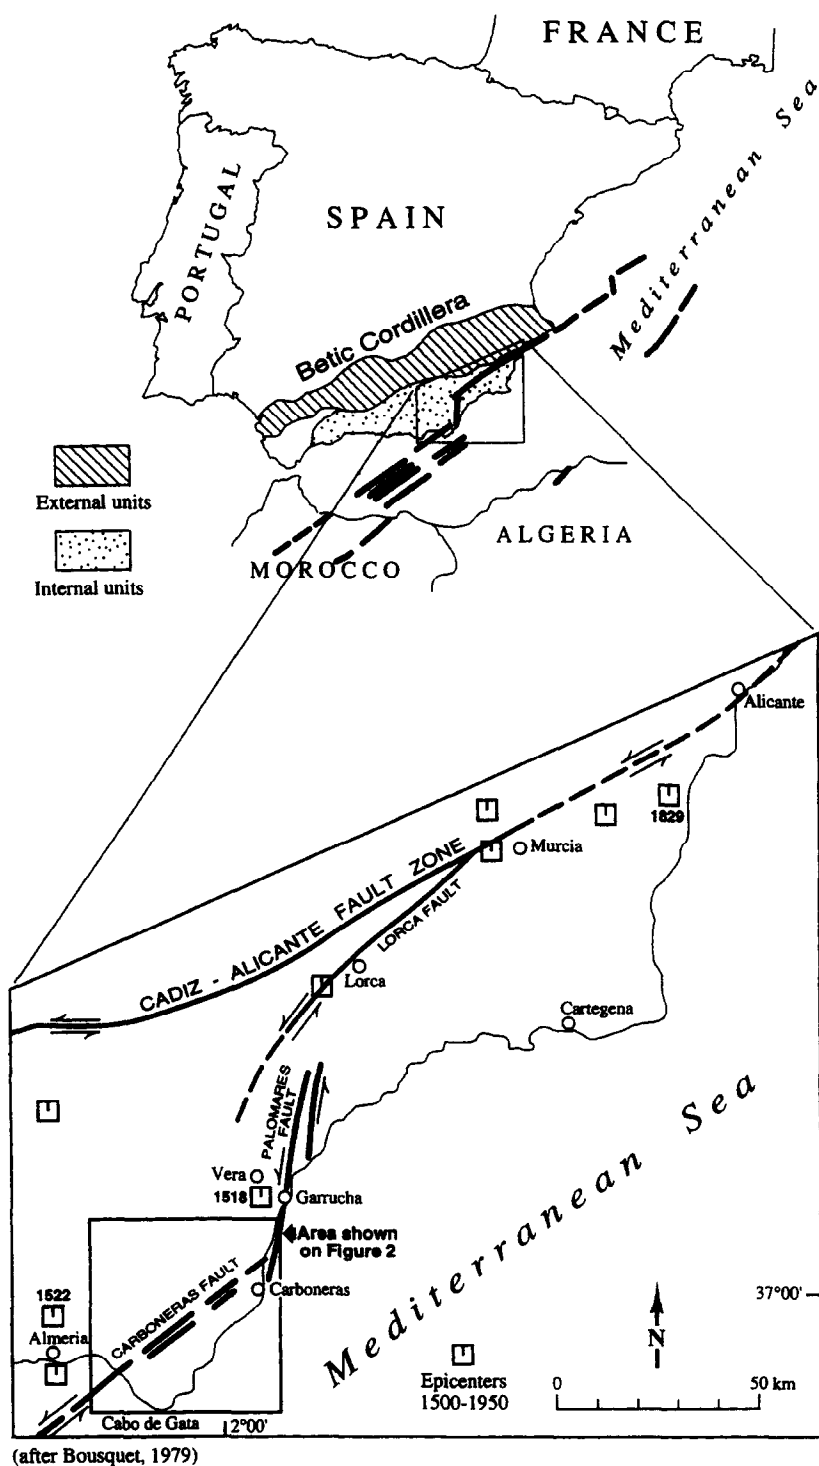 FRANCE
Mediterranean Sea
PORTUGAL
SPAIN
Betic Cordillera
External units
Internal units
ALGERIA
MOROCCO
Alicante
1829
Murcia
CADIZ - ALICANTE FAULT ZONE
LORCA FAULT
Lorca
Cartegena
PALOMARES
FAULT
Vera
1518
Garrucha
Area shown
on Figure 2
Mediterranean Sea
CARBONERAS FAULT
Carboneras
1522
Almeria
37°00'
N
Epicenters
1500-1950
0 50 km
Cabo de Gata
2°00'
(after Bousquet, 1979)